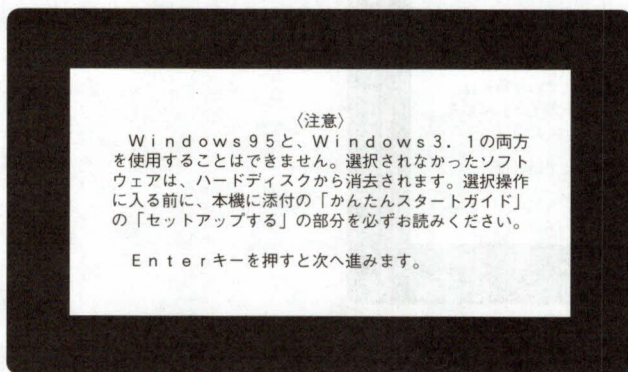 〈注意〉
Windows95と、Windows3.1の両方
を使用することはできません。選択されなかったソフト
ウェアは、ハードディスクから消去されます。選択操作
に入る前に、本機に添付の「かんたんスタートガイド」
の「セットアップする」の部分を必ずお読みください。
Enterキーを押すと次へ進みます。